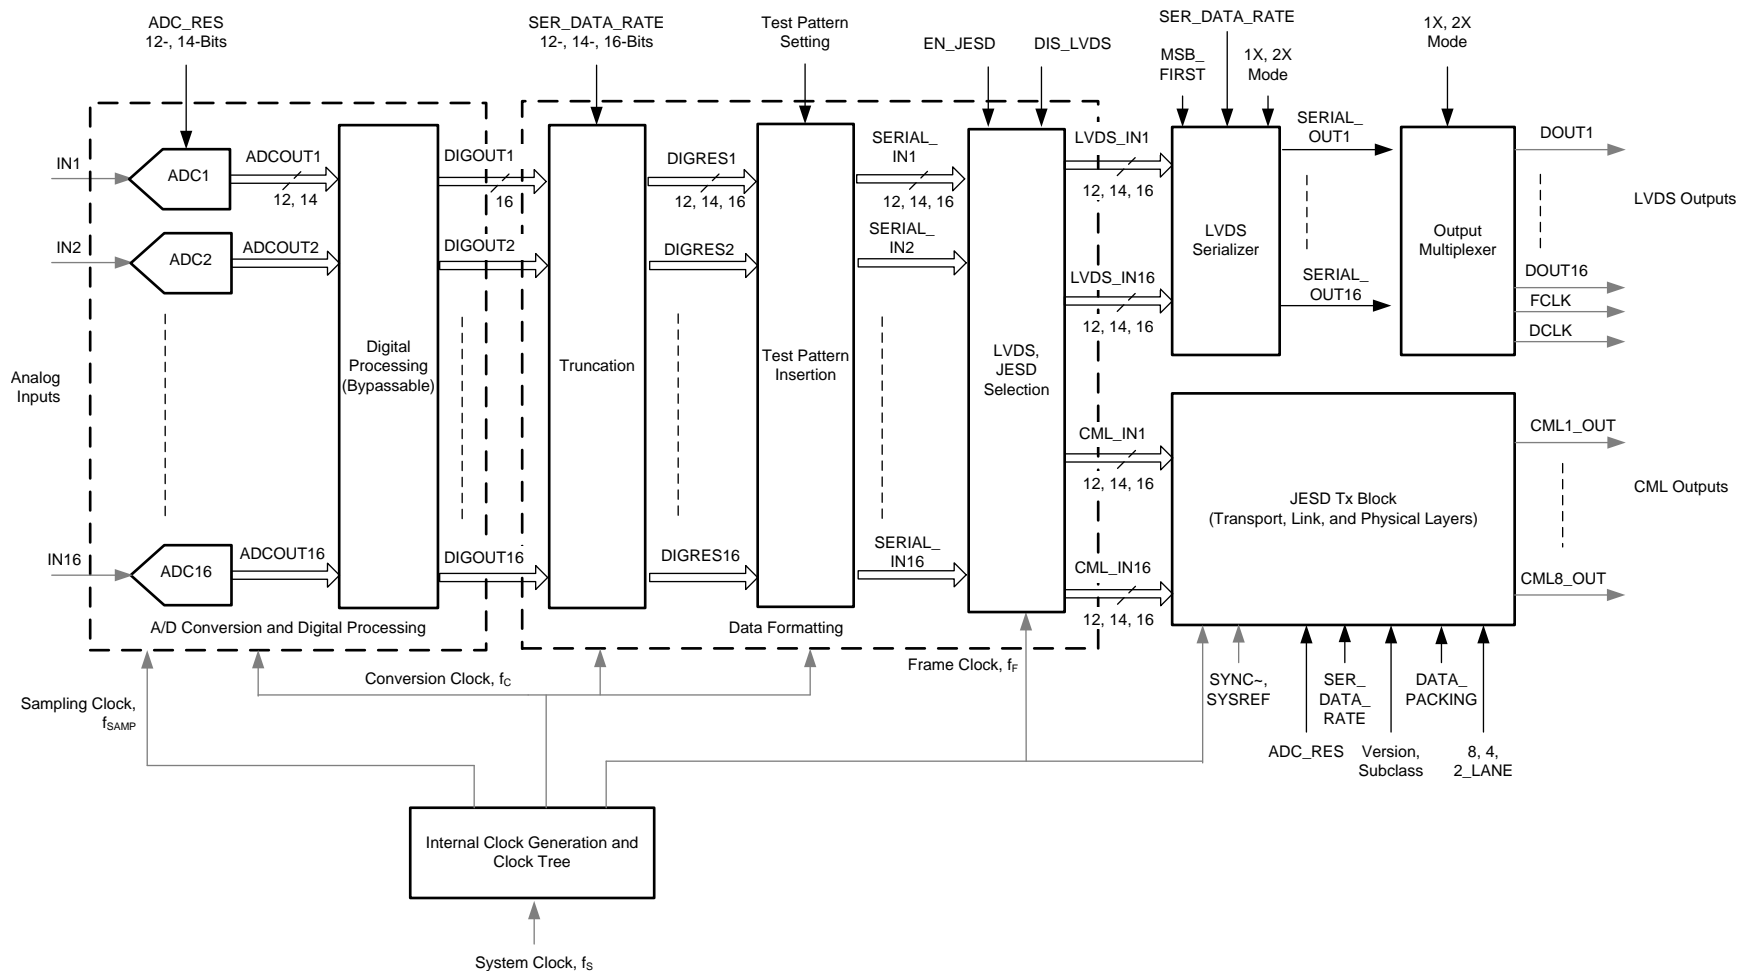 ADC_RES
12-, 14-Bits
SER_DATA_RATE
12-, 14-, 16-Bits
Test Pattern
Setting
EN_JESD
DIS_LVDS
SER_DATA_RATE
MSB_
FIRST
1X, 2X
Mode
1X, 2X
Mode
IN1
ADC1
ADCOUT1
12, 14
DIGOUT1
16
DIGRES1
12, 14, 16
SERIAL_
IN1
12, 14, 16
LVDS_IN1
12, 14, 16
SERIAL_
OUT1
DOUT1
LVDS Outputs
IN2
ADC2
ADCOUT2
DIGOUT2
DIGRES2
SERIAL_
IN2
LVDS
Serializer
Output
Multiplexer
LVDS_IN16
12, 14, 16
SERIAL_
OUT16
DOUT16
FCLK
DCLK
Analog
Inputs
Digital
Processing
(Bypassable)
Truncation
Test Pattern
Insertion
LVDS,
JESD
Selection
CML_IN1
12, 14, 16
JESD Tx Block
(Transport, Link, and Physical Layers)
CML1_OUT
CML Outputs
CML8_OUT
IN16
ADC16
ADCOUT16
DIGOUT16
DIGRES16
SERIAL_
IN16
CML_IN16
12, 14, 16
A/D Conversion and Digital Processing
Data Formatting
Sampling Clock,
fSAMP
Conversion Clock, fC
Frame Clock, fF
SYNC~,
SYSREF
ADC_RES
SER_
DATA_
RATE
Version,
Subclass
DATA_
PACKING
8, 4,
2_LANE
Internal Clock Generation and
Clock Tree
System Clock, fS